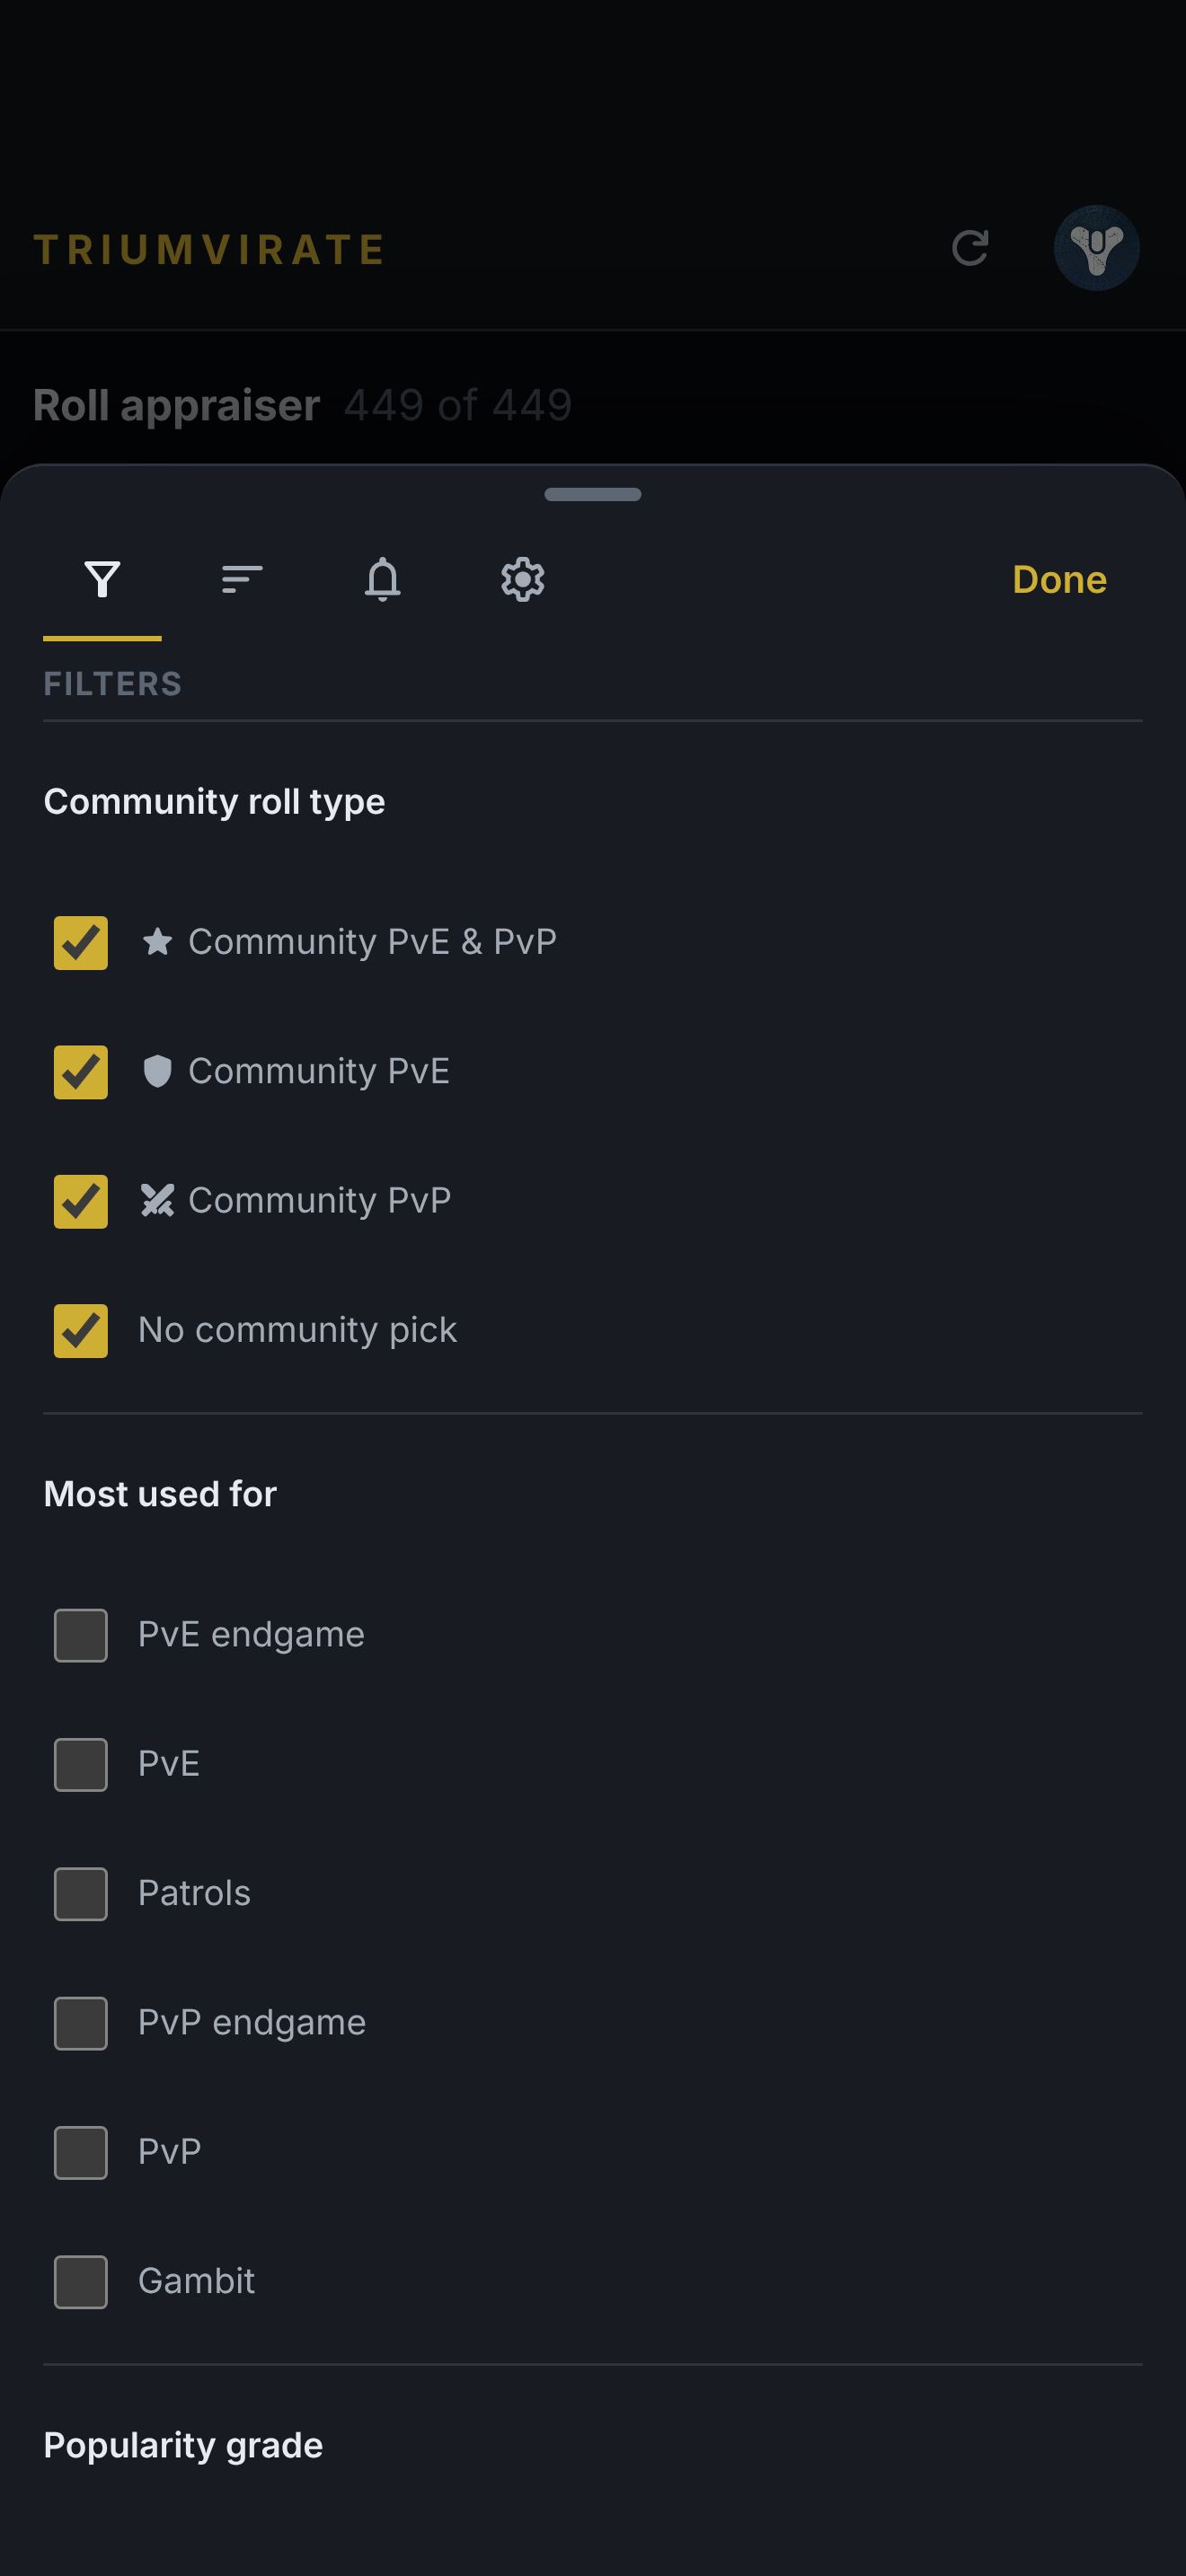 TRIUMVIRATE
Roll appraiser 449 of 449
Done
FILTERS
Community roll type
Community PvE & PvP
Community PvE
Community PvP
No community pick
Most used for
PvE endgame
PvE
Patrols
PvP endgame
PvP
Gambit
Popularity grade